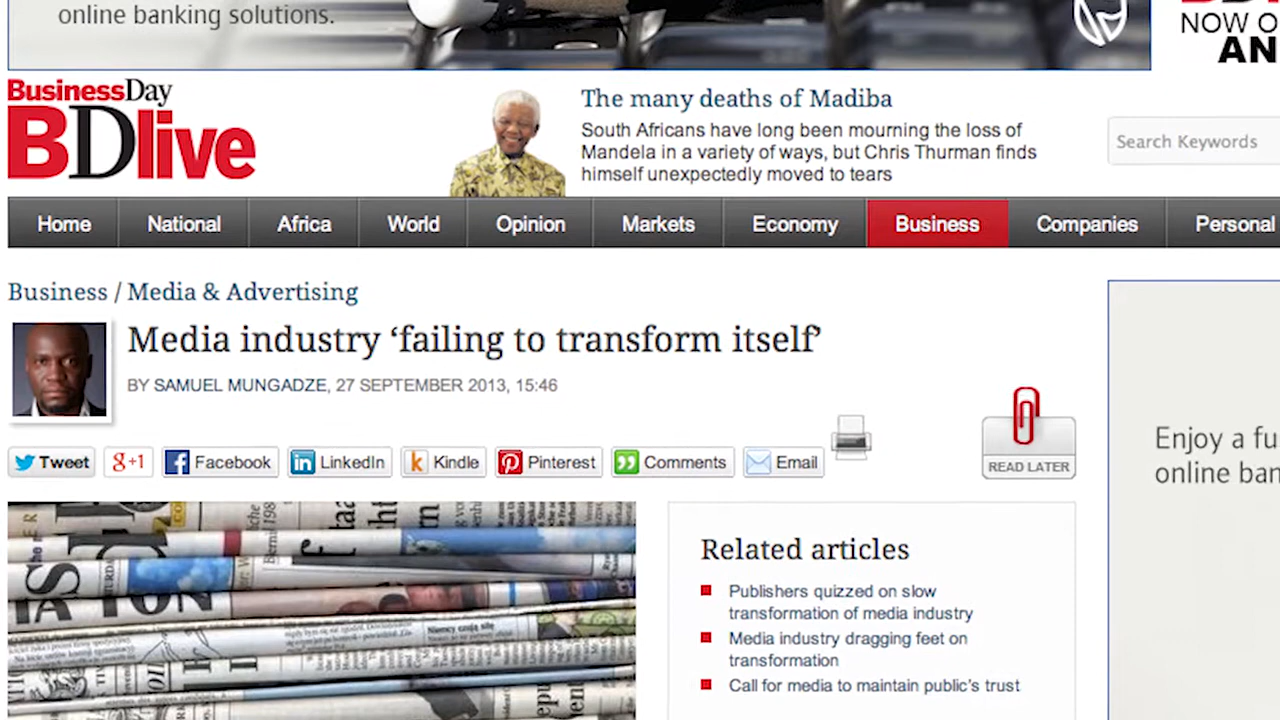 online banking solutions.
NOW O
AN
BusinessDay
BDlive
The many deaths of Madiba
South Africans have long been mourning the loss of
Mandela in a variety of ways, but Chris Thurman finds
himself unexpectedly moved to tears
Search Keywords
Home National Africa World Opinion Markets Economy Business Companies Personal
Business / Media & Advertising
Media industry ‘failing to transform itself’
BY SAMUEL MUNGADZE, 27 SEPTEMBER 2013, 15:46
Tweet g+1 Facebook LinkedIn Kindle Pinterest Comments Email
READ LATER
Enjoy a fu
online ban
Related articles
Publishers quizzed on slow
transformation of media industry
Media industry dragging feet on
transformation
Call for media to maintain public’s trust
Niemcy czują siłę